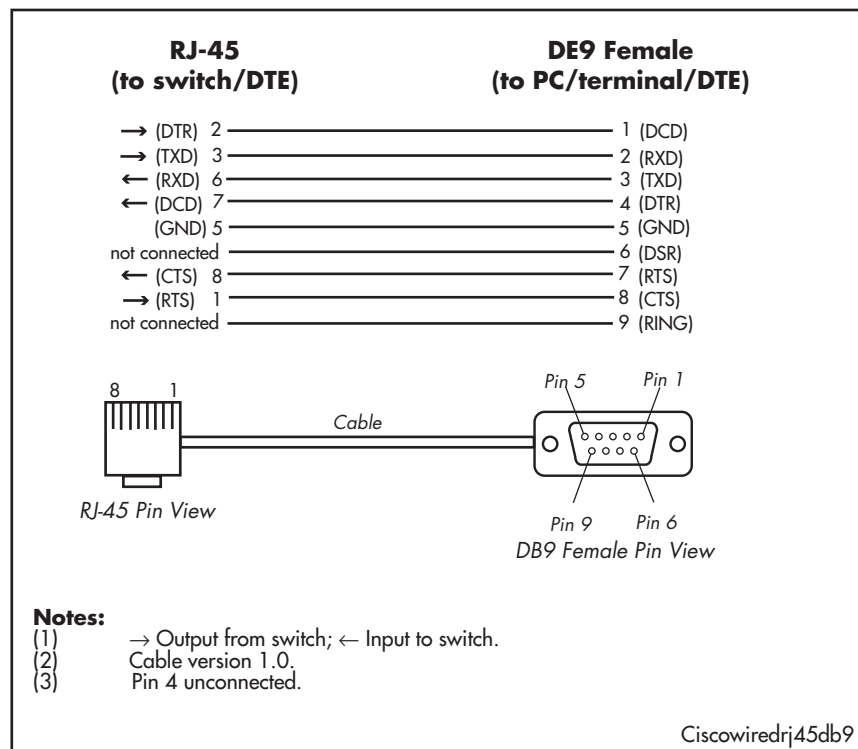 RJ-45
(to switch/DTE)
DE9 Female
(to PC/terminal/DTE)
→ (DTR) 2 1 (DCD)
→ (TXD) 3 2 (RXD)
← (RXD) 6 3 (TXD)
← (DCD) 7 4 (DTR)
(GND) 5 5 (GND)
not connected 6 (DSR)
← (CTS) 8 7 (RTS)
→ (RTS) 1 8 (CTS)
not connected 9 (RING)
8 1
Cable
Pin 5 Pin 1
RJ-45 Pin View
Pin 9 Pin 6
DB9 Female Pin View
Notes:
(1) → Output from switch; ← Input to switch.
(2) Cable version 1.0.
(3) Pin 4 unconnected.
Ciscowiredrj45db9